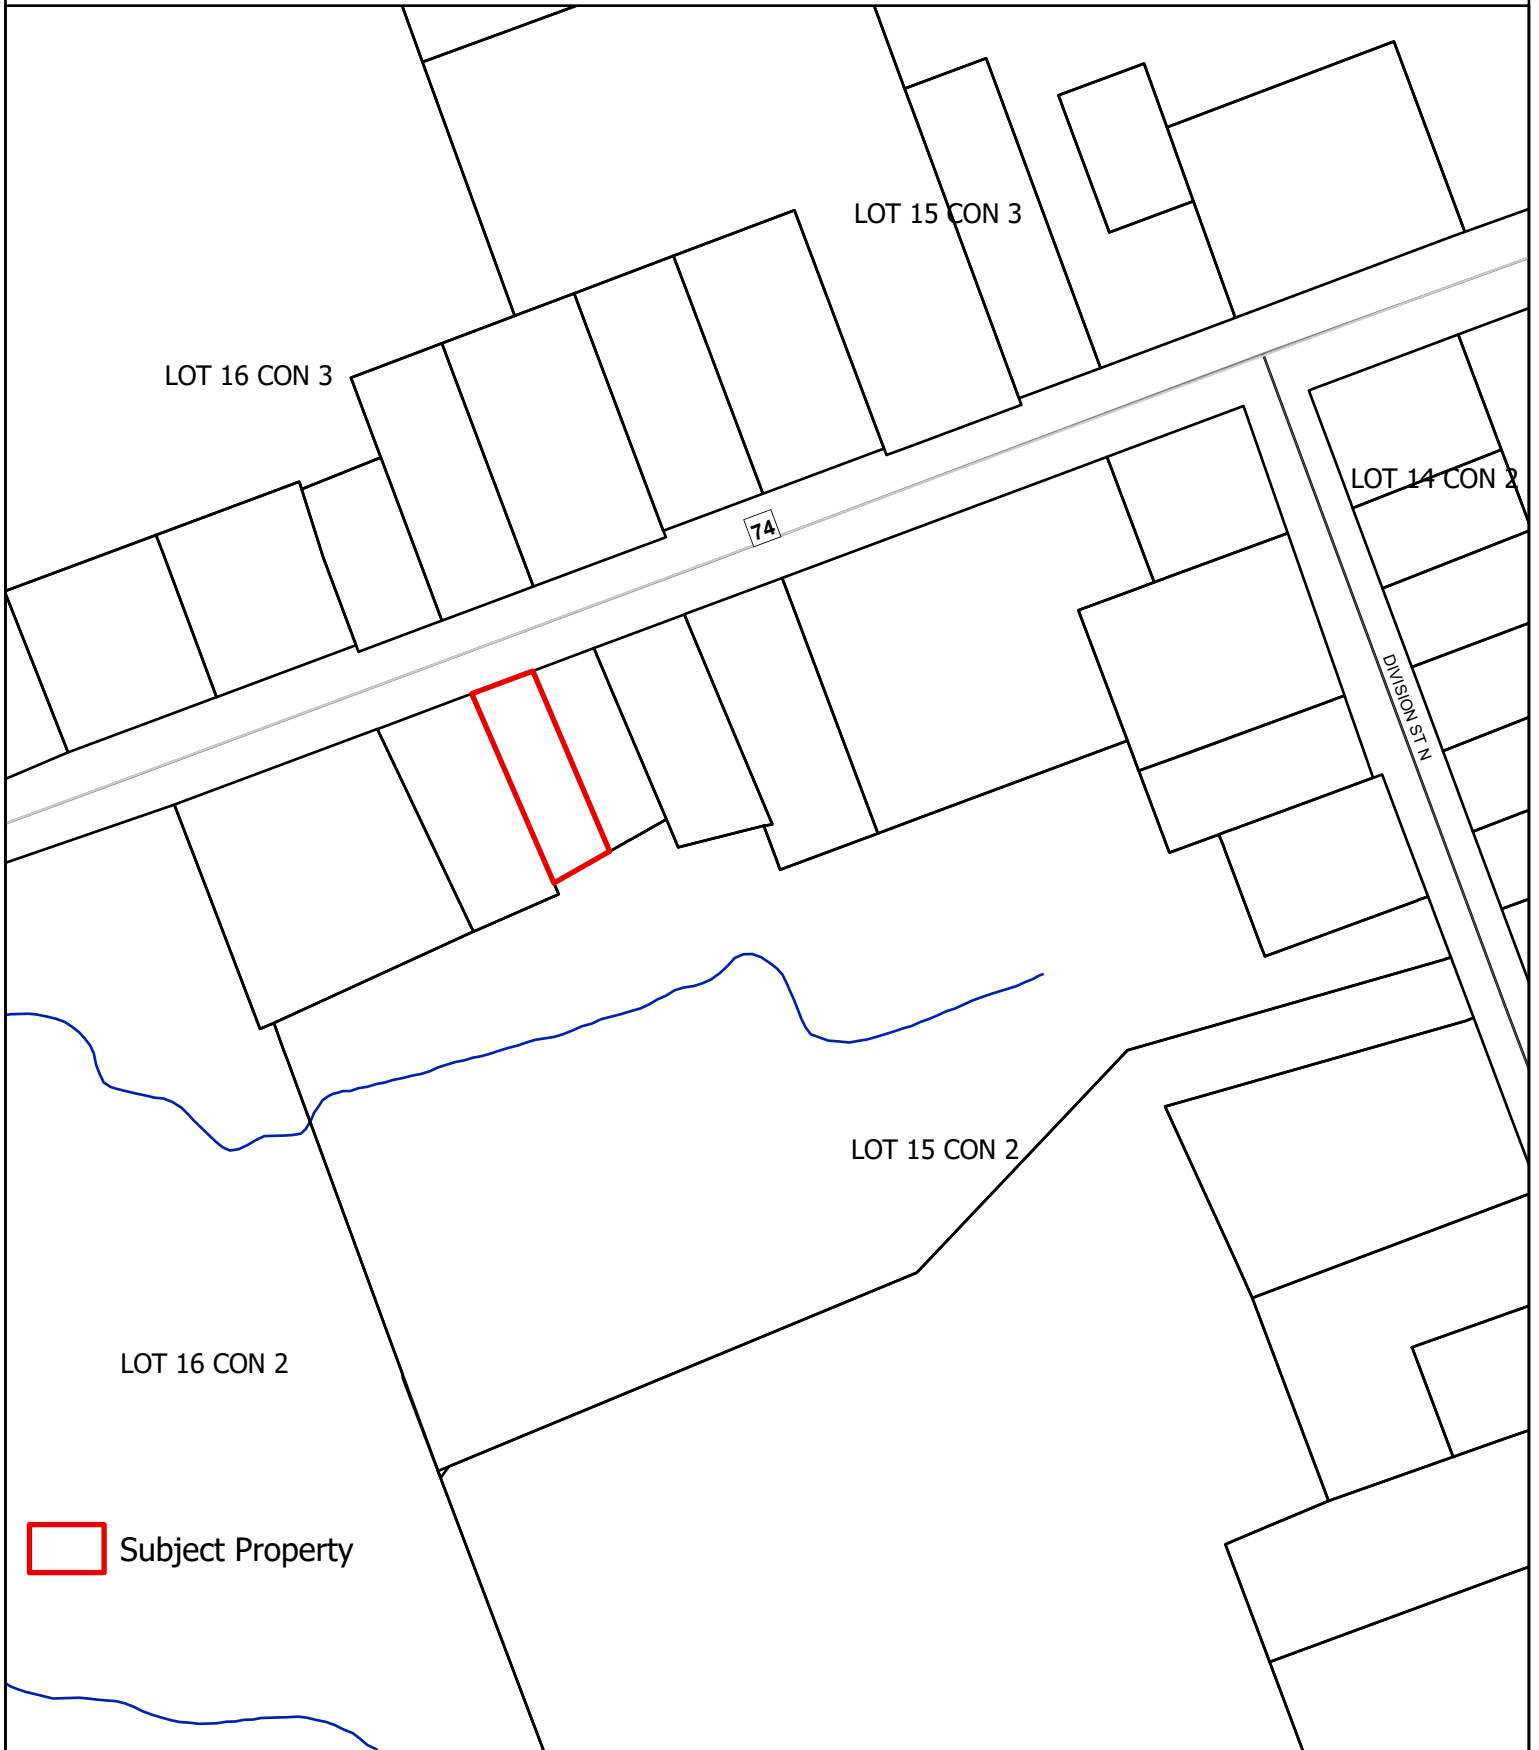 LOT 15 CON 3
LOT 16 CON 3
LOT 14 CON 2
74
DIVISION ST N
LOT 15 CON 2
LOT 16 CON 2
Subject Property